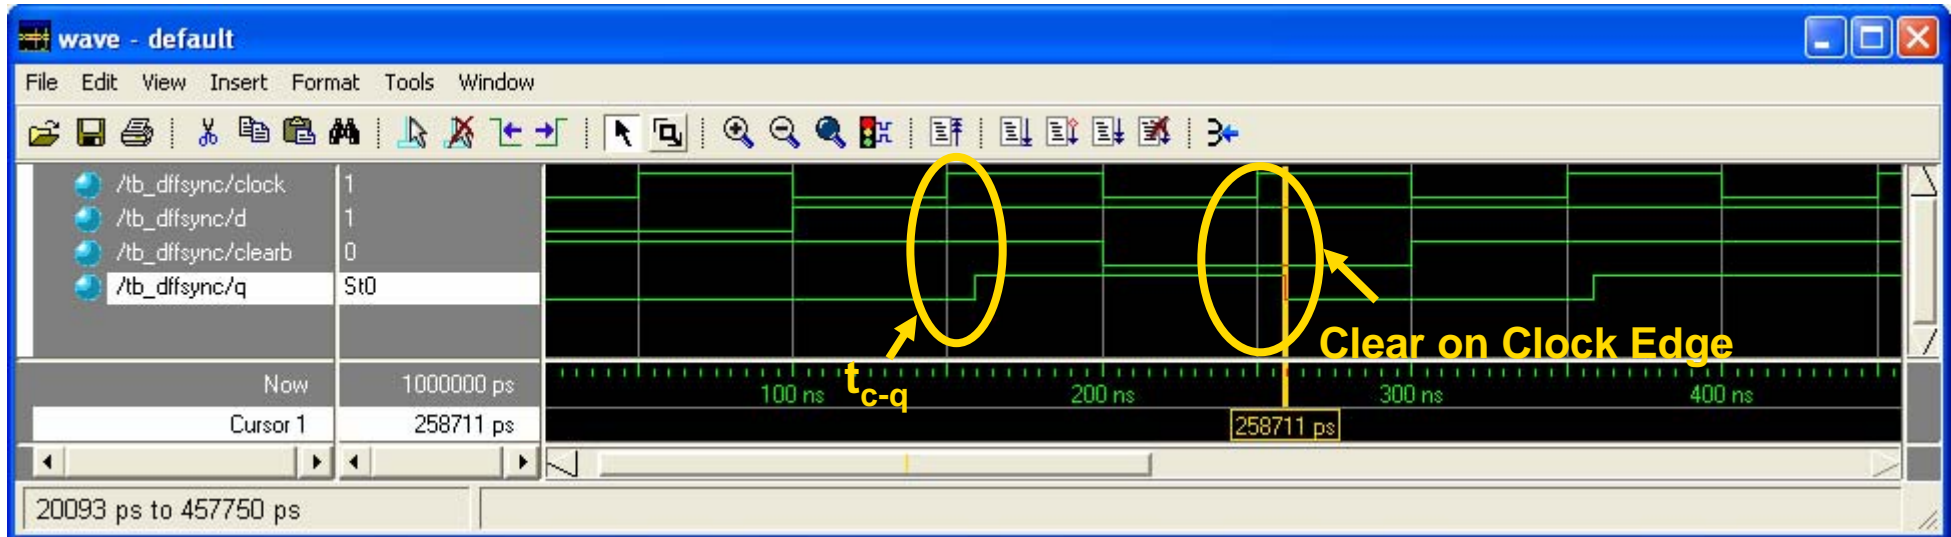 wave - default
File Edit View Insert Format Tools Window
/tb_dffsync/clock 1
/tb_dffsync/d 1
/tb_dffsync/clearb 0
/tb_dffsync/q St0
Clear on Clock Edge
tc-q
Now 1000000 ps
100 ns 200 ns 300 ns 400 ns
Cursor 1 258711 ps
258711 ps
20093 ps to 457750 ps